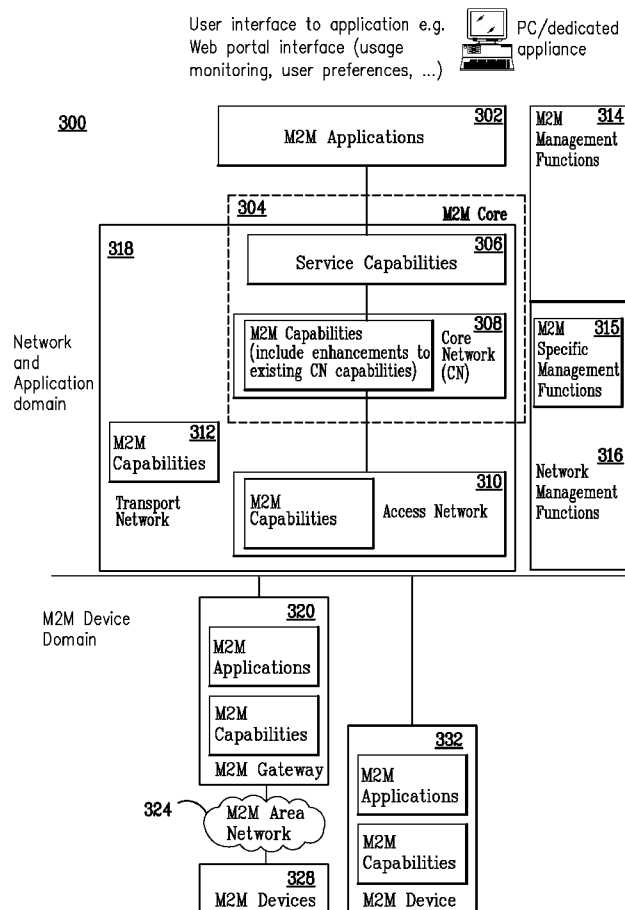 User interface to application e.g.
Web portal interface (usage
monitoring, user preferences, ...)
PC/dedicated
appliance
300
302
M2M Applications
M2M 314
Management
Functions
304
M2M Core
318
306
Service Capabilities
Network
and
Application
domain
M2M Capabilities
(include enhancements to
existing CN capabilities)
308
Core
Network
(CN)
M2M 315
Specific
Management
Functions
312
M2M
Capabilities
Transport
Network
310
M2M
Capabilities
Access Network
316
Network
Management
Functions
M2M Device
Domain
320
M2M
Applications
M2M
Capabilities
M2M Gateway
324
M2M Area
Network
328
M2M Devices
332
M2M
Applications
M2M
Capabilities
M2M Device